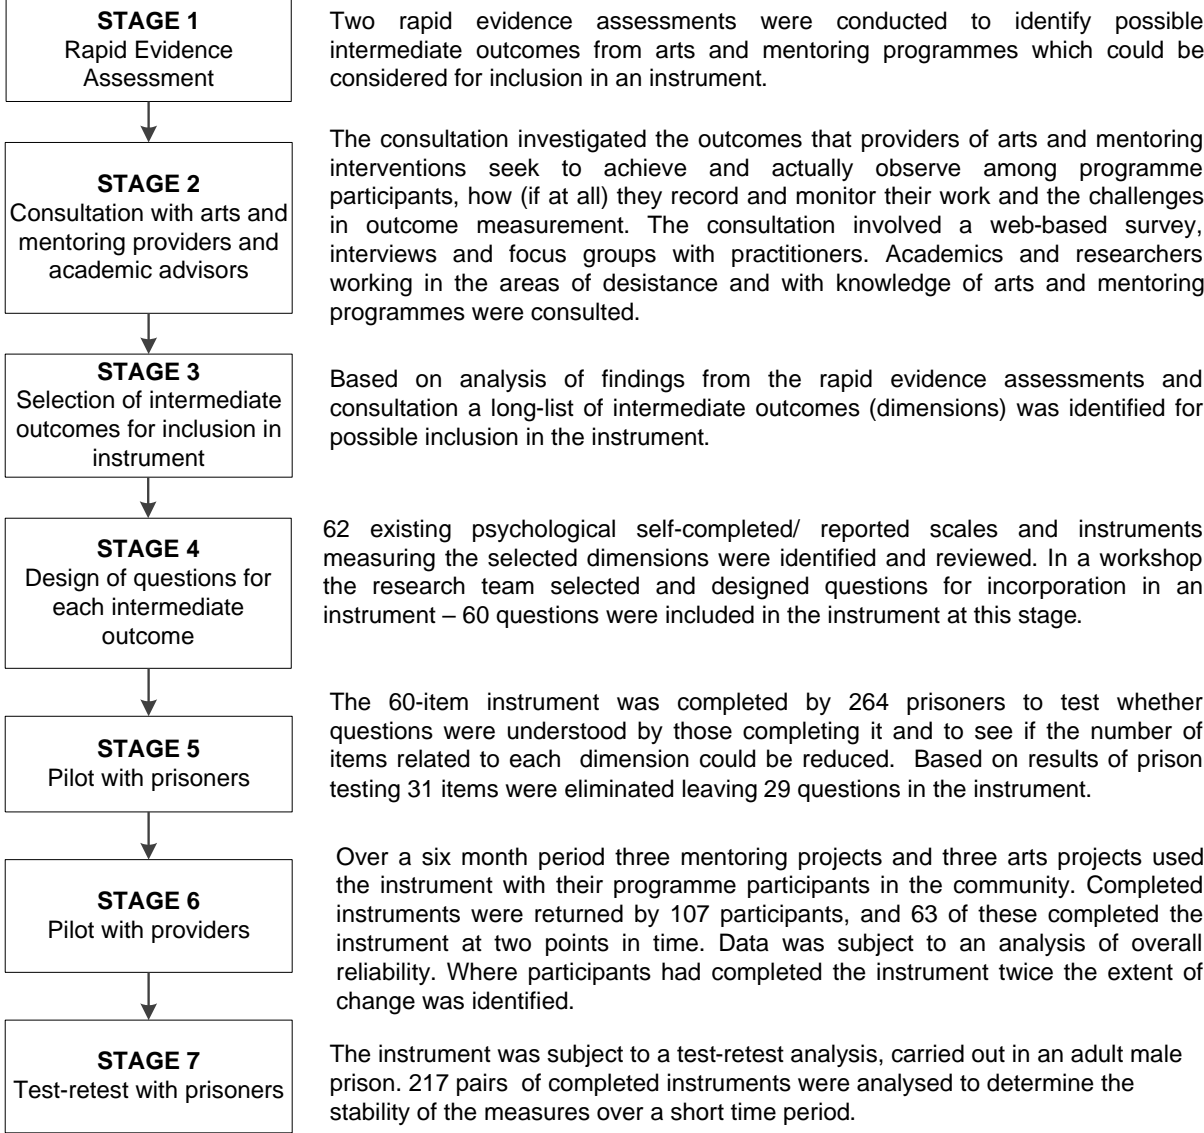 STAGE 1
Rapid Evidence
Assessment
Two rapid evidence assessments were conducted to identify possible
intermediate outcomes from arts and mentoring programmes which could be
considered for inclusion in an instrument.
STAGE 2
Consultation with arts and
mentoring providers and
academic advisors
The consultation investigated the outcomes that providers of arts and mentoring
interventions seek to achieve and actually observe among programme
participants, how (if at all) they record and monitor their work and the challenges
in outcome measurement. The consultation involved a web-based survey,
interviews and focus groups with practitioners. Academics and researchers
working in the areas of desistance and with knowledge of arts and mentoring
programmes were consulted.
STAGE 3
Selection of intermediate
outcomes for inclusion in
instrument
Based on analysis of findings from the rapid evidence assessments and
consultation a long-list of intermediate outcomes (dimensions) was identified for
possible inclusion in the instrument.
STAGE 4
Design of questions for
each intermediate
outcome
62 existing psychological self-completed/ reported scales and instruments
measuring the selected dimensions were identified and reviewed. In a workshop
the research team selected and designed questions for incorporation in an
instrument – 60 questions were included in the instrument at this stage.
STAGE 5
Pilot with prisoners
The 60-item instrument was completed by 264 prisoners to test whether
questions were understood by those completing it and to see if the number of
items related to each dimension could be reduced. Based on results of prison
testing 31 items were eliminated leaving 29 questions in the instrument.
STAGE 6
Pilot with providers
Over a six month period three mentoring projects and three arts projects used
the instrument with their programme participants in the community. Completed
instruments were returned by 107 participants, and 63 of these completed the
instrument at two points in time. Data was subject to an analysis of overall
reliability. Where participants had completed the instrument twice the extent of
change was identified.
STAGE 7
Test-retest with prisoners
The instrument was subject to a test-retest analysis, carried out in an adult male
prison. 217 pairs of completed instruments were analysed to determine the
stability of the measures over a short time period.